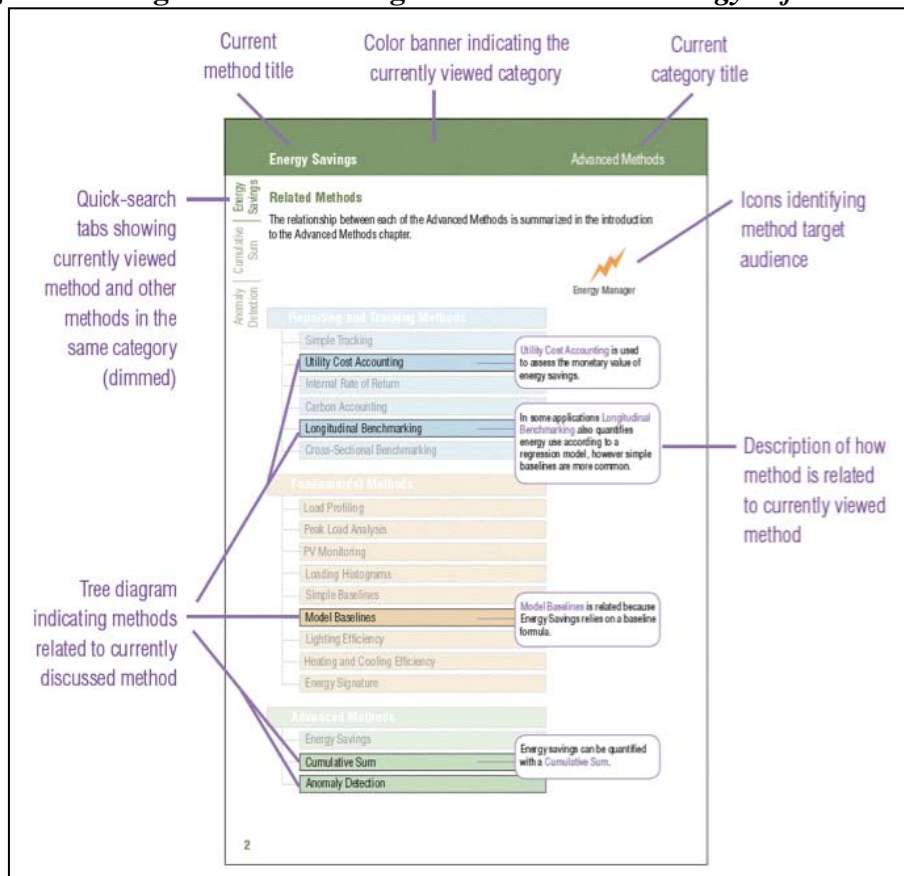 Current
method title
Color banner indicating the
currently viewed category
Current
category title
Energy Savings
Advanced Methods
Quick-search
tabs showing
currently viewed
method and other
methods in the
same category
(dimmed)
Energy
Savings
Cumulative
Sum
Anomaly
Detection
Related Methods
The relationship between each of the Advanced Methods is summarized in the introduction
to the Advanced Methods chapter.
Energy Manager
Icons identifying
method target
audience
Reporting and Tracking Methods
Simple Tracking
Utility Cost Accounting
Internal Rate of Return
Carbon Accounting
Longitudinal Benchmarking
Cross-Sectional Benchmarking
Utility Cost Accounting is used
to assess the monetary value of
energy savings.
In some applications Longitudinal
Benchmarking also quantifies
energy use according to a
regression model, however simple
baselines are more common.
Description of how
method is related
to currently viewed
method
Fundamental Methods
Load Profiling
Peak Load Analysis
PV Monitoring
Loading Histograms
Simple Baselines
Model Baselines
Lighting Efficiency
Heating and Cooling Efficiency
Energy Signature
Model Baselines is related because
Energy Savings relies on a baseline
formula.
Tree diagram
indicating methods
related to currently
discussed method
Advanced Methods
Energy Savings
Cumulative Sum
Anomaly Detection
Energy savings can be quantified
with a Cumulative Sum.
2